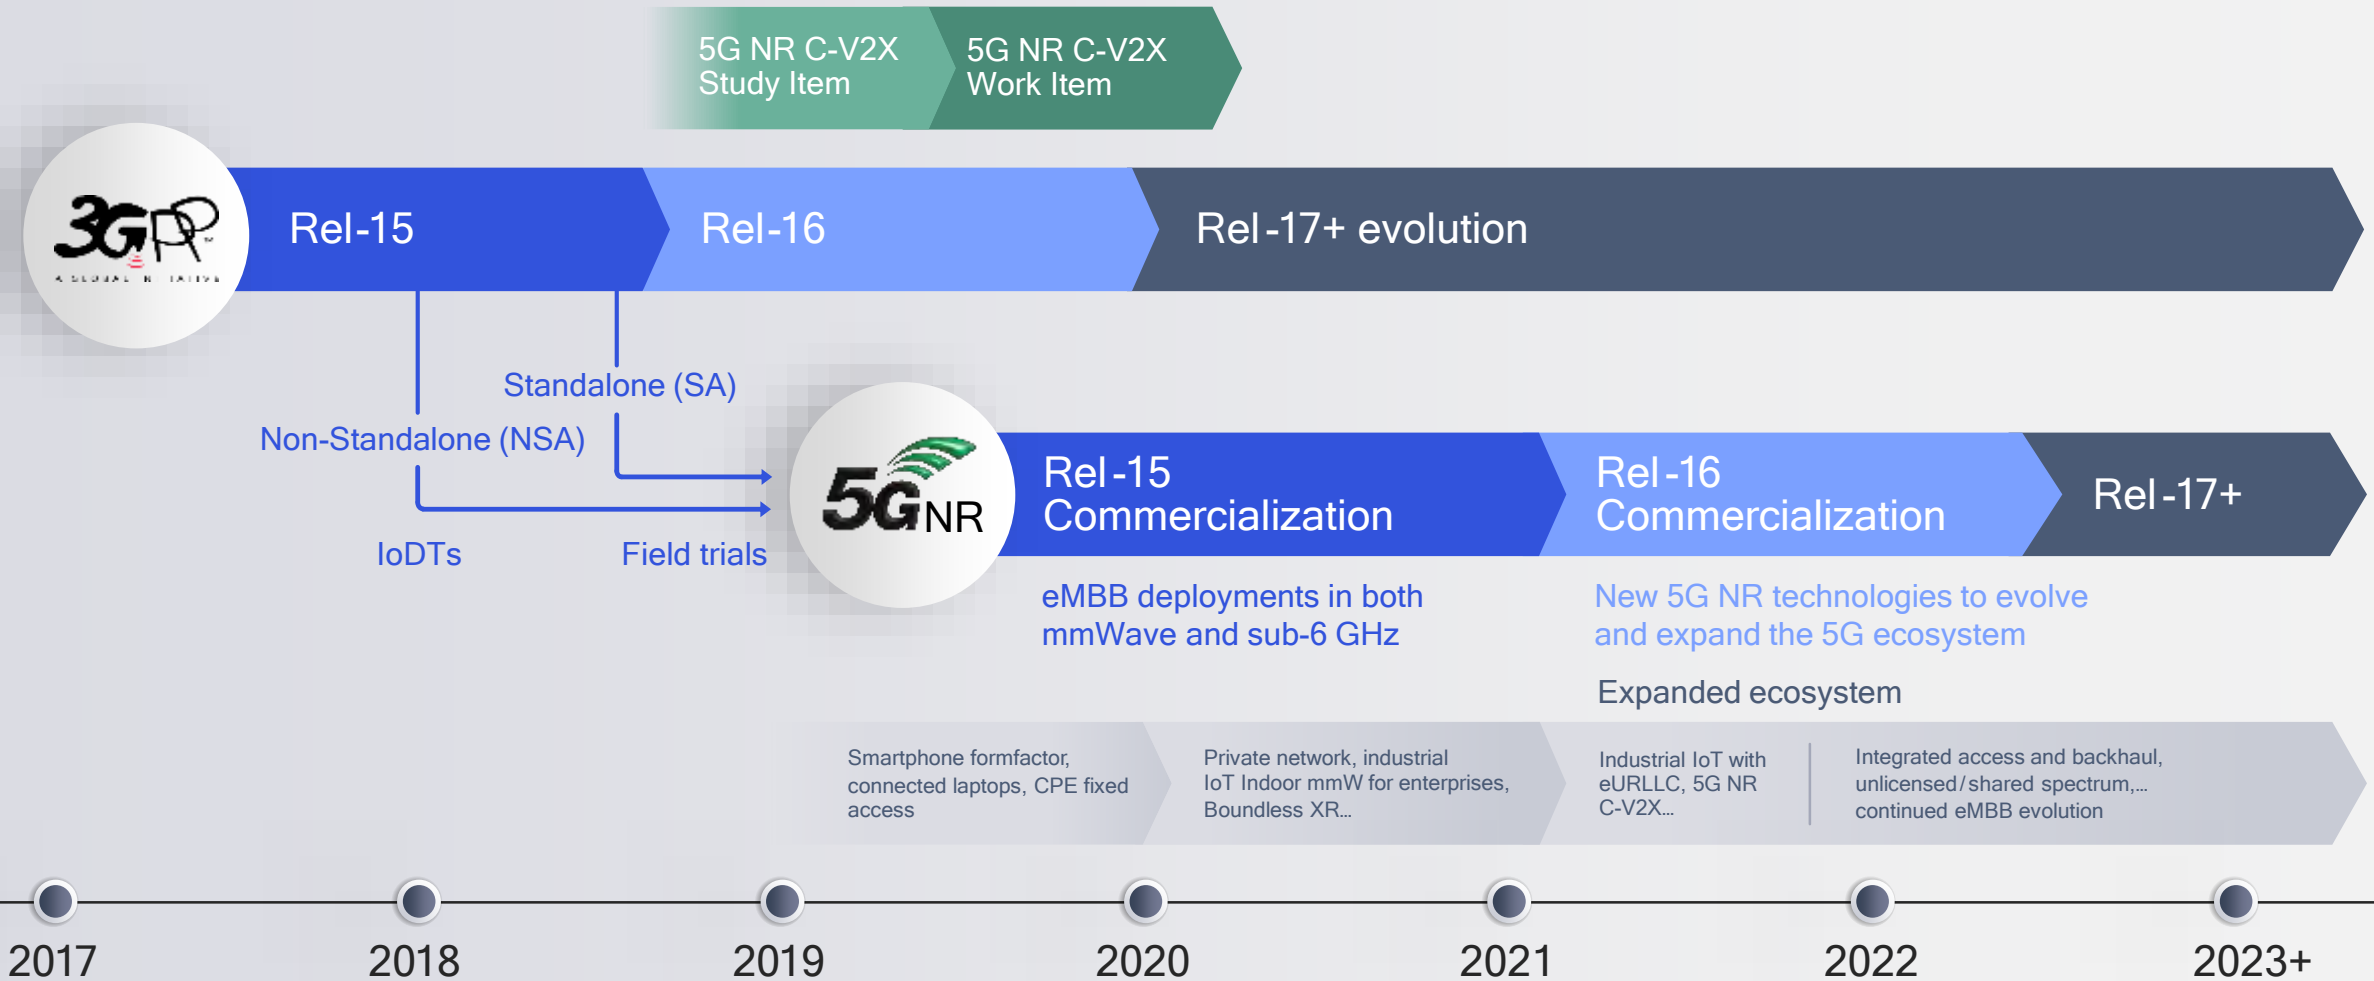 5G NR C-V2X
Study Item
5G NR C-V2X
Work Item
3GPP
A GLOBAL INITIATIVE
Rel-15
Rel-16
Rel-17+ evolution
Standalone (SA)
Non-Standalone (NSA)
IoDTs
Field trials
5G NR
Rel-15
Commercialization
Rel-16
Commercialization
Rel-17+
eMBB deployments in both
mmWave and sub-6 GHz
New 5G NR technologies to evolve
and expand the 5G ecosystem
Expanded ecosystem
Smartphone formfactor,
connected laptops, CPE fixed
access
Private network, industrial
IoT Indoor mmW for enterprises,
Boundless XR...
Industrial IoT with
eURLLC, 5G NR
C-V2X...
Integrated access and backhaul,
unlicensed/shared spectrum,...
continued eMBB evolution
2017
2018
2019
2020
2021
2022
2023+